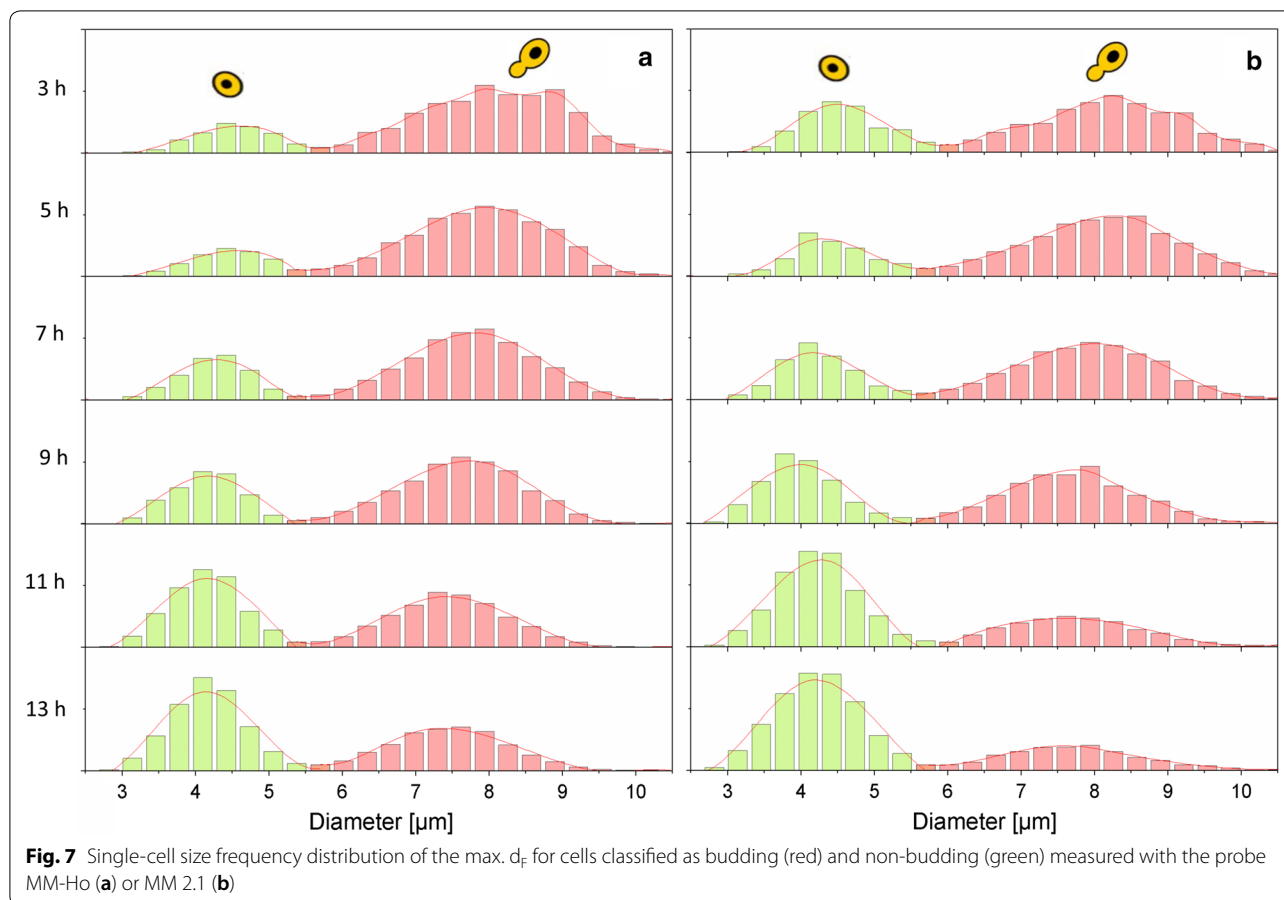 a
b
3 h
5 h
7 h
9 h
11 h
13 h
3 4 5 6 7 8 9 10
3 4 5 6 7 8 9 10
Diameter [µm]
Diameter [µm]
Fig. 7 Single-cell size frequency distribution of the max. dF for cells classified as budding (red) and non-budding (green) measured with the probe
MM-Ho (a) or MM 2.1 (b)